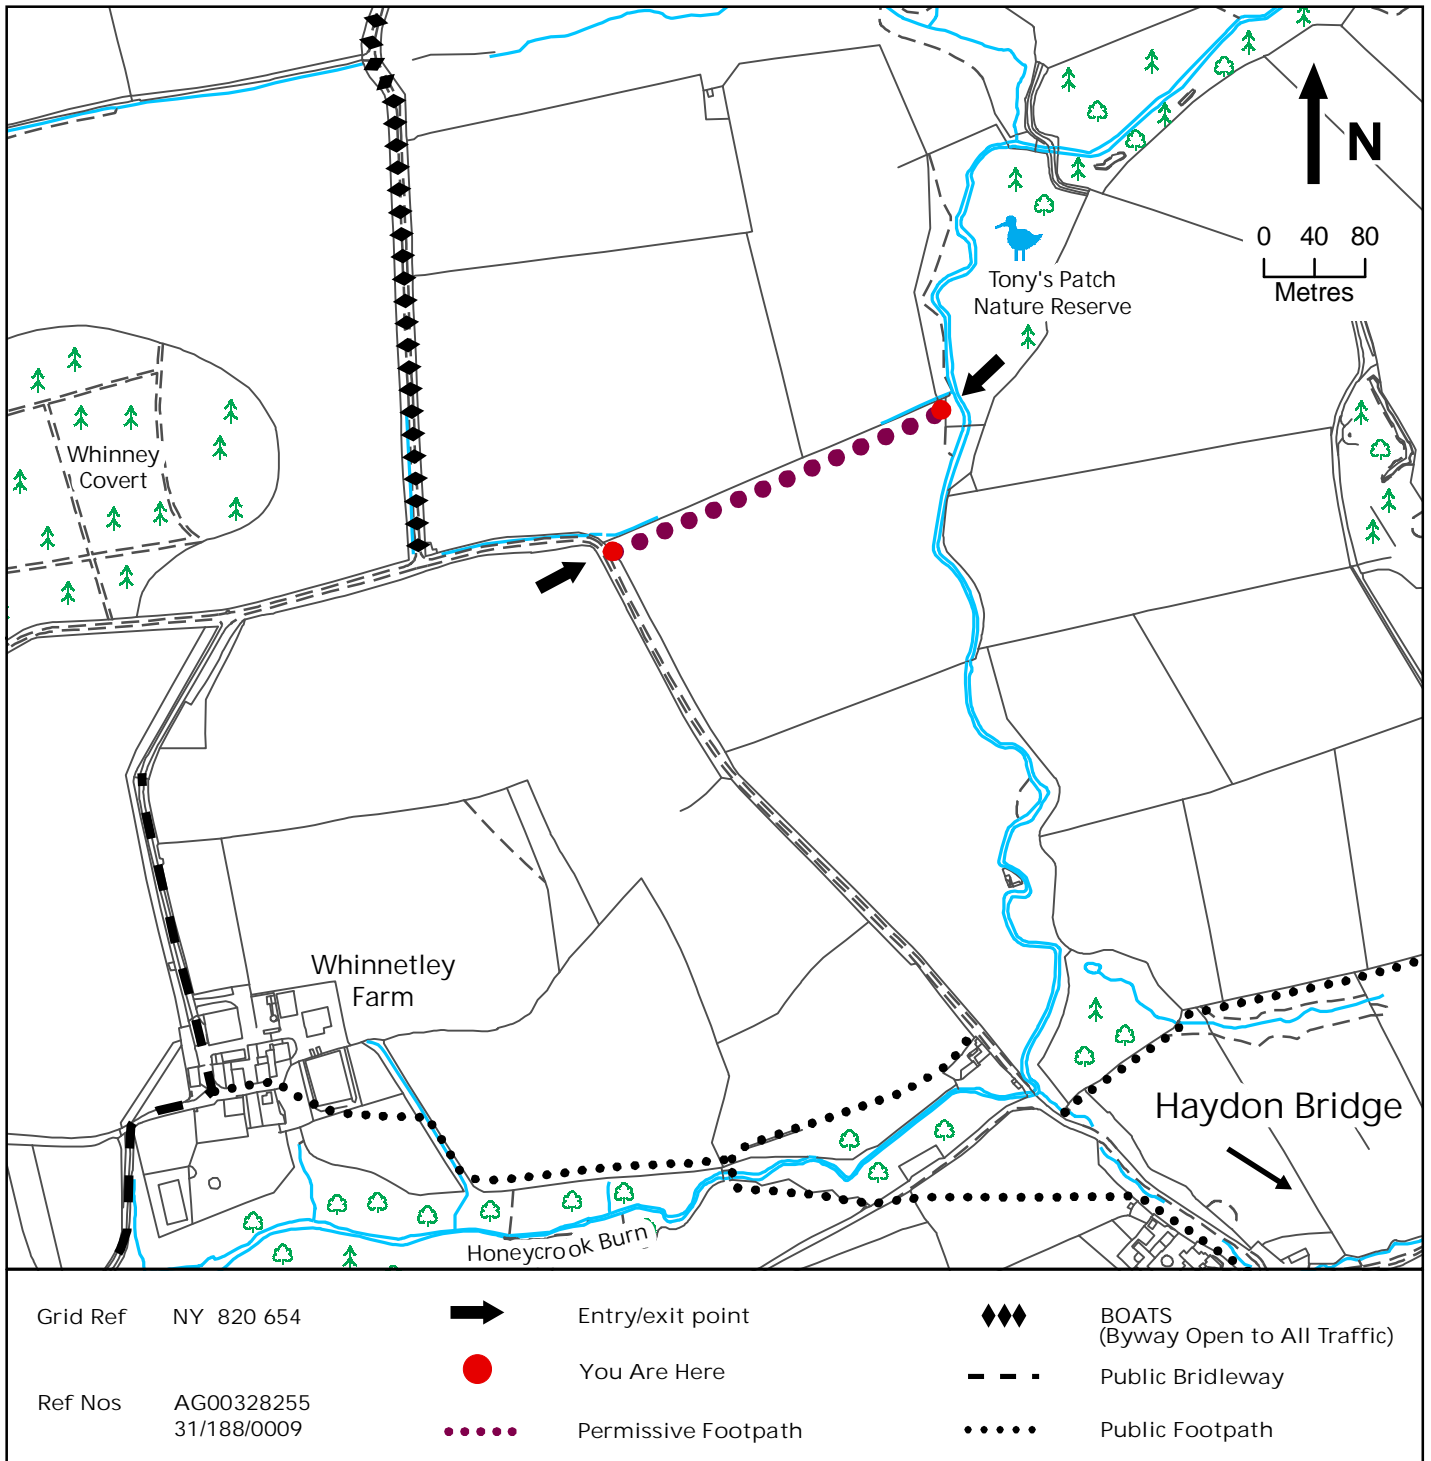 N
0 40 80
Metres
Tony's Patch
Nature Reserve
Whinney
Covert
Whinnetley
Farm
Haydon Bridge
Honeycrook Burn
Grid Ref NY 820 654
Entry/exit point
BOATS
(Byway Open to All Traffic)
You Are Here
Public Bridleway
Ref Nos AG00328255
31/188/0009
Permissive Footpath
Public Footpath